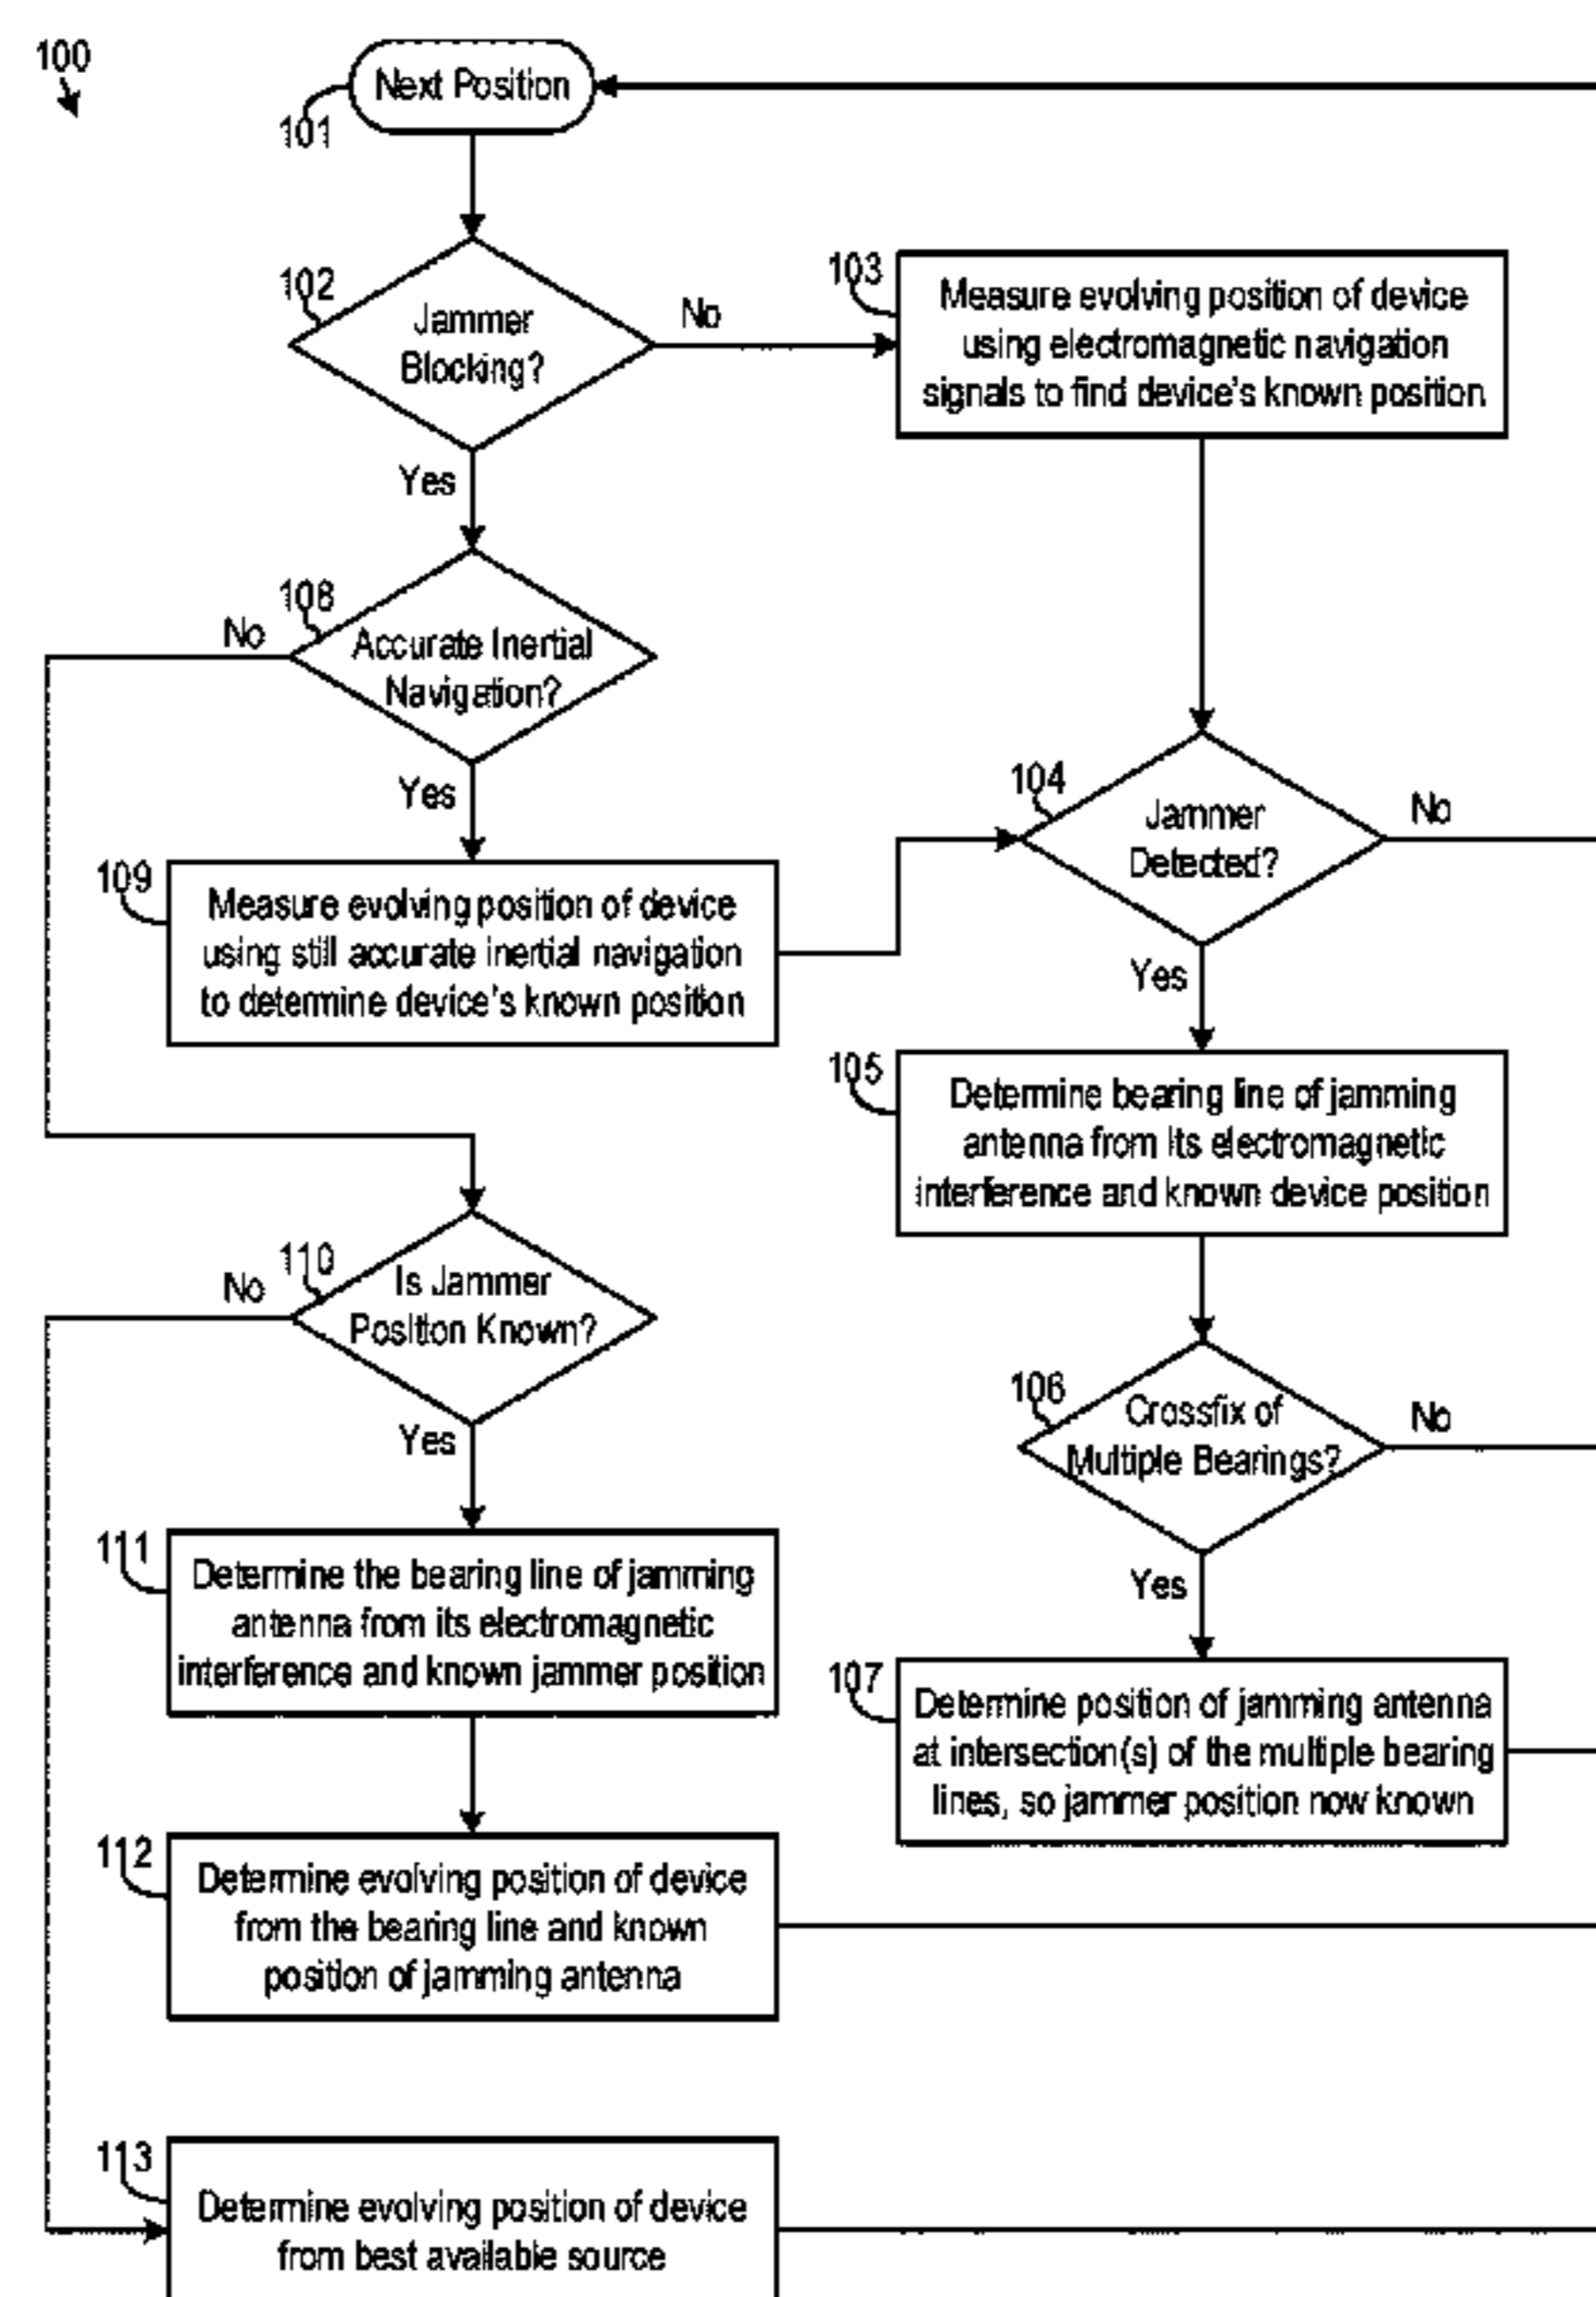 100
Next Position
101
102
Jammer
Blocking?
No
Yes
103
Measure evolving position of device
using electromagnetic navigation
signals to find device's known position
108
Accurate Inertial
Navigation?
No
Yes
109
Measure evolving position of device
using still accurate inertial navigation
to determine device's known position
104
Jammer
Detected?
No
Yes
105
Determine bearing line of jamming
antenna from its electromagnetic
interference and known device position
110
Is Jammer
Position Known?
No
Yes
106
Crossfix of
Multiple Bearings?
No
Yes
111
Determine the bearing line of jamming
antenna from its electromagnetic
interference and known jammer position
107
Determine position of jamming antenna
at intersection(s) of the multiple bearing
lines, so jammer position now known
112
Determine evolving position of device
from the bearing line and known
position of jamming antenna
113
Determine evolving position of device
from best available source